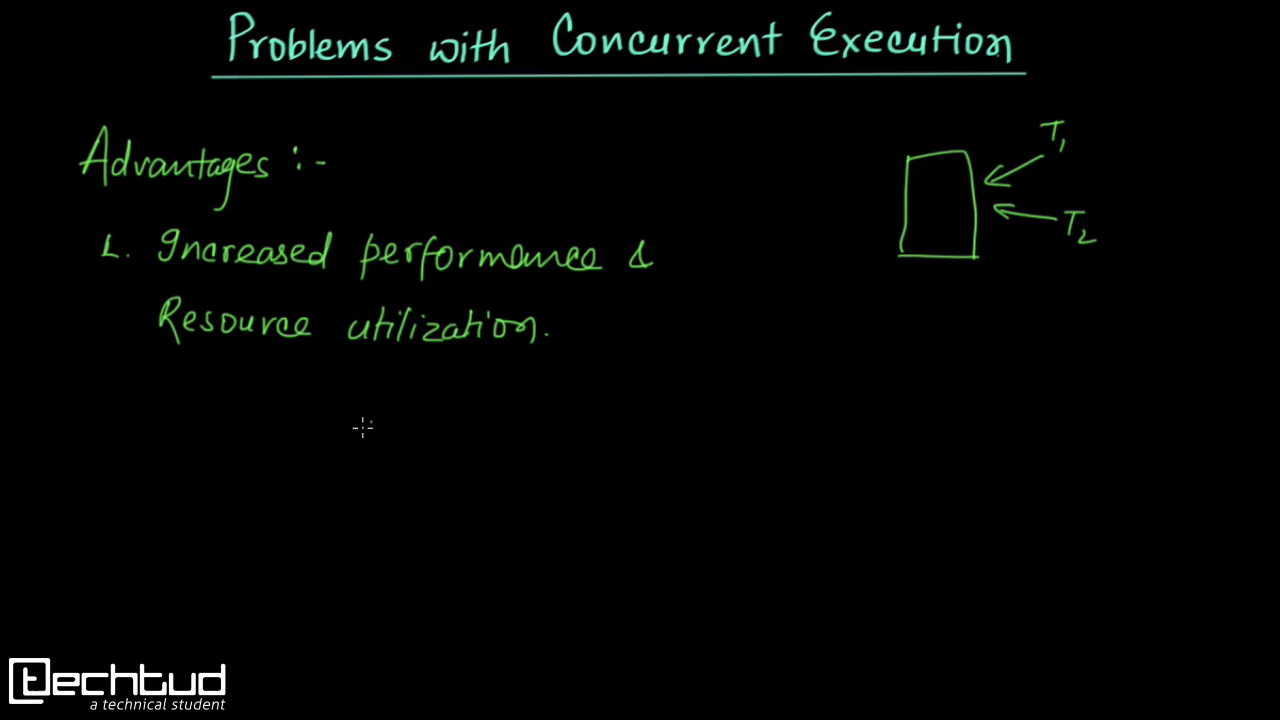 Problems with Concurrent Execution
Advantages :-
1. Increased performance &
Resource utilization.
T1
T2
techtud
a technical student